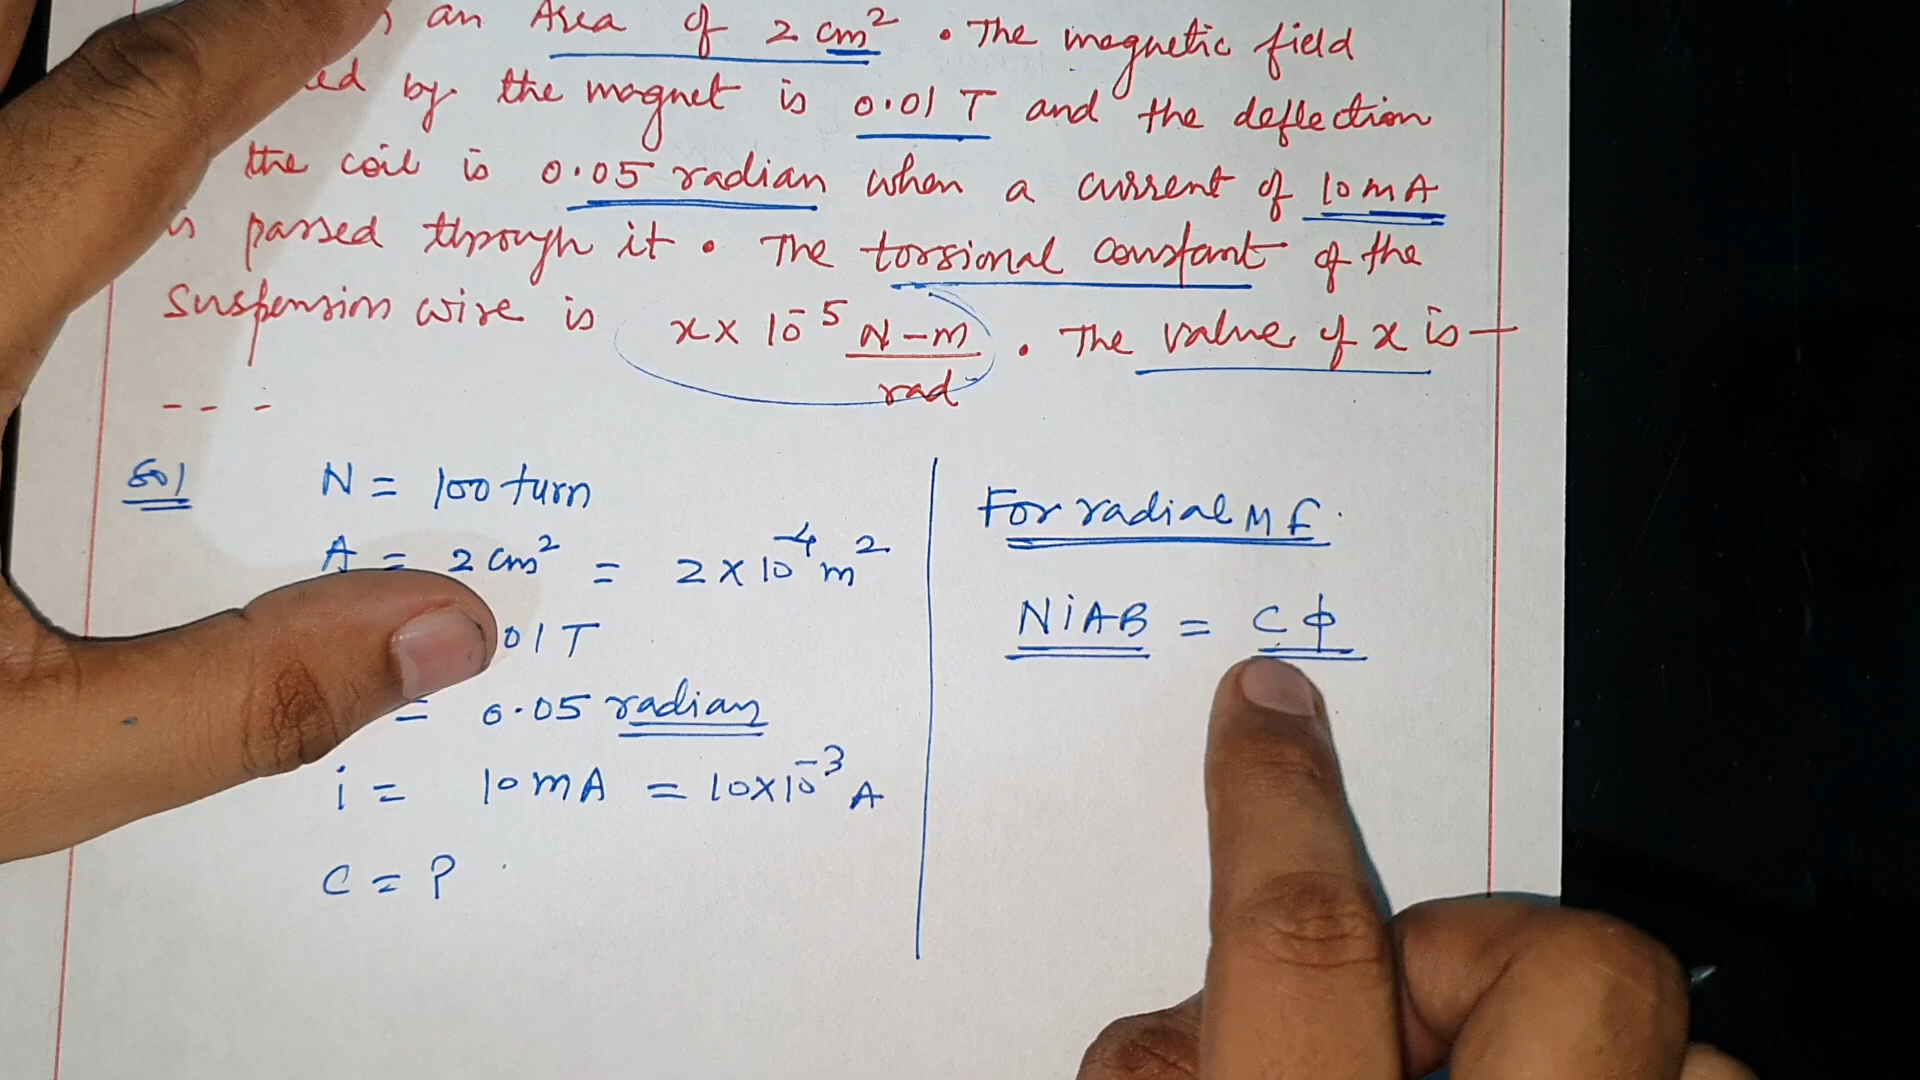 an Area of 2 cm². The magnetic field
by the magnet is 0.01 T and the deflection
the coil is 0.05 radian when a current of 10 mA
is passed through it. The torsional constant of the
suspension wire is x × 10⁻⁵ N-m/rad. The value of x is —
- - -
Sol
N = 100 turn
A = 2 cm² = 2 × 10⁻⁴ m²
01 T
= 0.05 radian
i = 10 mA = 10×10⁻³ A
C = ?
For radial M F.
NiAB = Cϕ